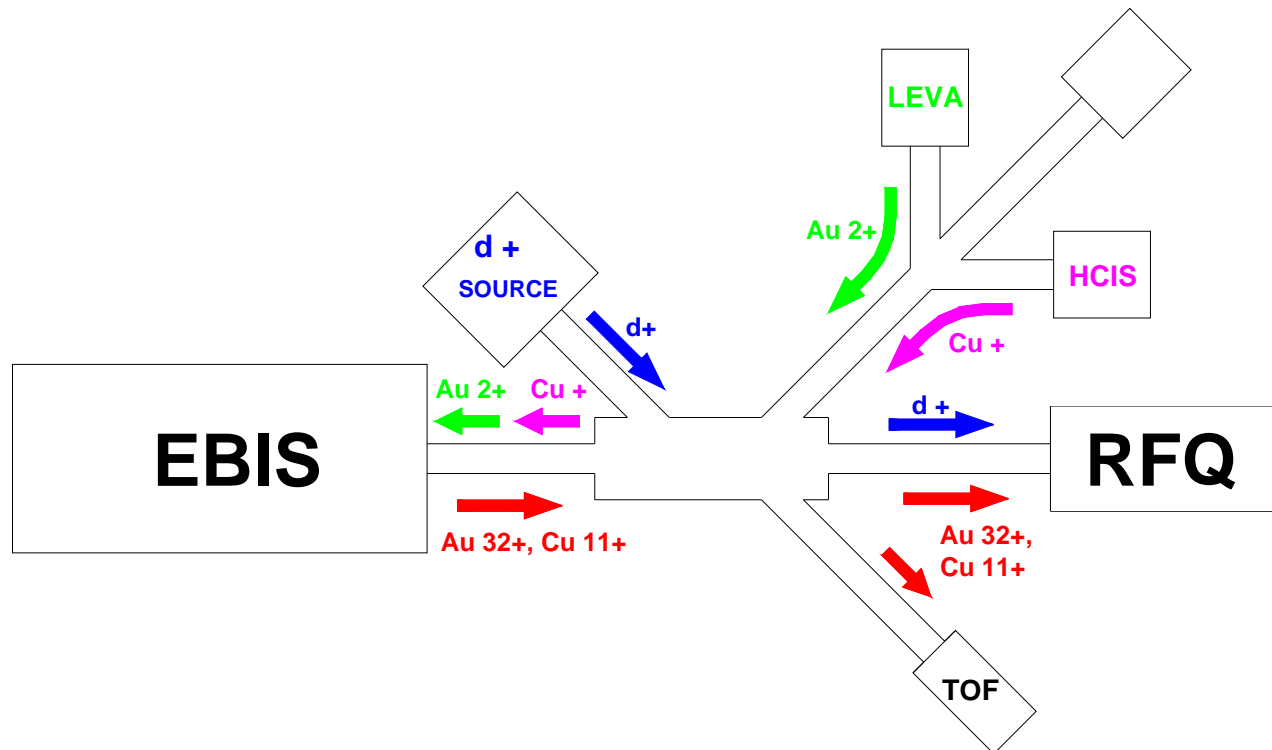 LEVA
Au 2+
d +
SOURCE
HCIS
d+
Cu +
Au 2+
Cu +
d +
EBIS
RFQ
Au 32+, Cu 11+
Au 32+,
Cu 11+
TOF